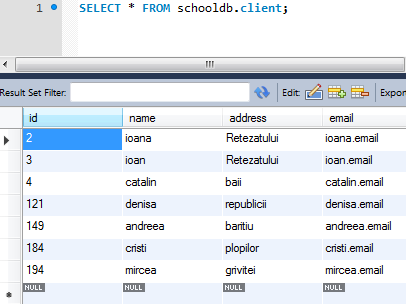 1 SELECT * FROM schooldb.client;
Result Set Filter: Edit: Expor
id name address email
2 ioana Retezatului ioana.email
3 ioan Retezatului ioan.email
4 catalin baii catalin.email
121 denisa republicii denisa.email
149 andreea baritiu andreea.email
184 cristi plopilor cristi.email
194 mircea grivitei mircea.email
NULL NULL NULL NULL